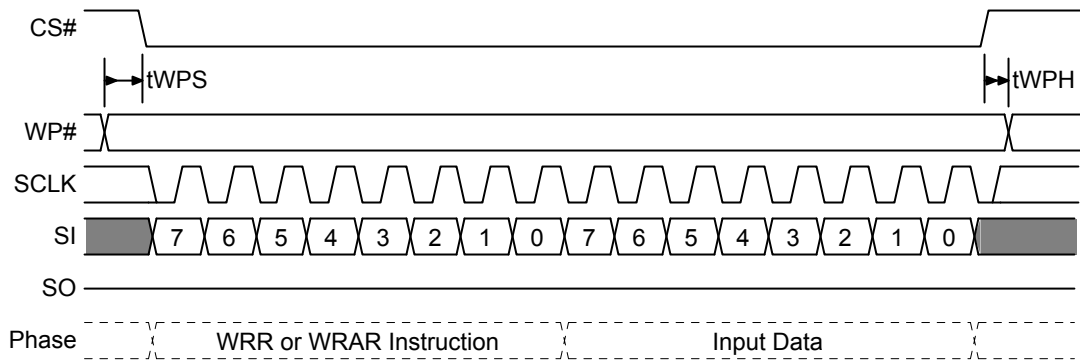 CS#
tWPS
tWPH
WP#
SCLK
SI 7 6 5 4 3 2 1 0 7 6 5 4 3 2 1 0
SO
Phase WRR or WRAR Instruction Input Data